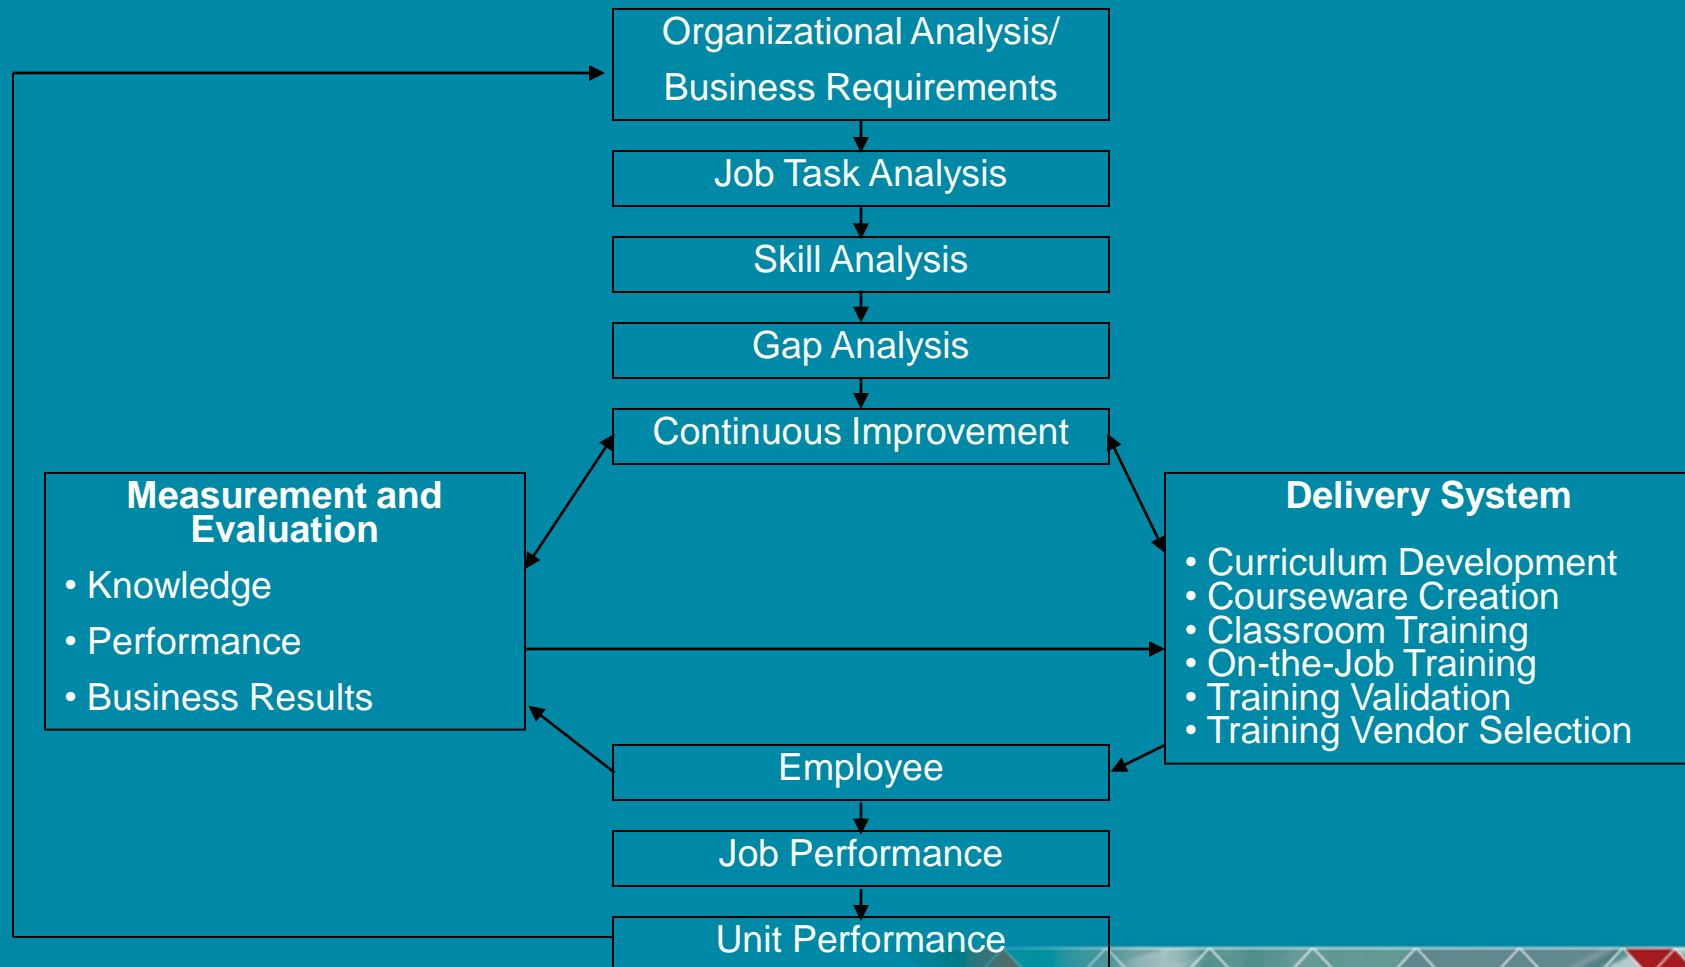 Organizational Analysis/
Business Requirements
Job Task Analysis
Skill Analysis
Gap Analysis
Continuous Improvement
Measurement and
Evaluation
• Knowledge
• Performance
• Business Results
Delivery System
• Curriculum Development
• Courseware Creation
• Classroom Training
• On-the-Job Training
• Training Validation
• Training Vendor Selection
Employee
Job Performance
Unit Performance